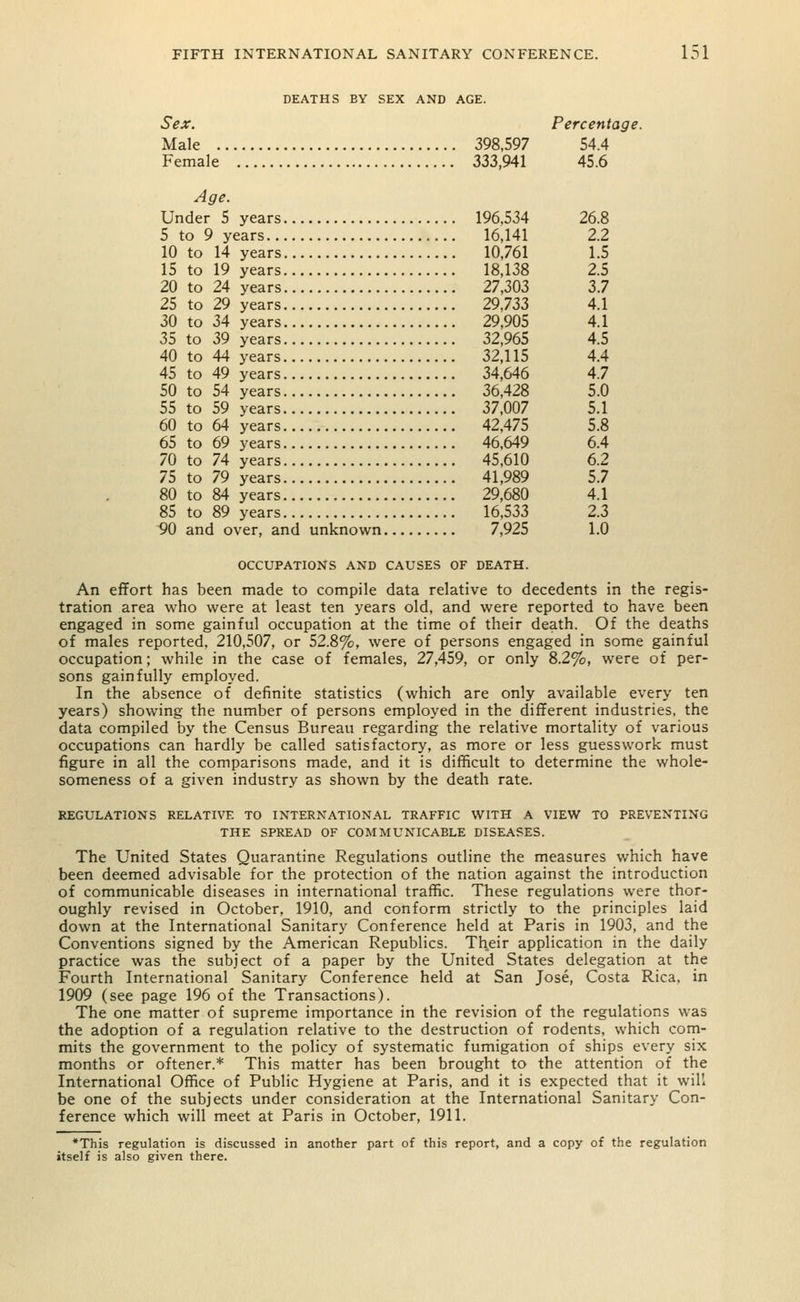 FIFTH INTERNATIONAL SANITARY CONFERENCE. 151
DEATHS BY SEX AND AGE.
Sex. Percentage.
Male .............................. 398,597 54.4
Female ............................ 333,941 45.6
Age.
Under 5 years...................... 196,534 26.8
5 to 9 years........................ 16,141 2.2
10 to 14 years...................... 10,761 1.5
15 to 19 years...................... 18,138 2.5
20 to 24 years...................... 27,303 3.7
25 to 29 years...................... 29,733 4.1
30 to 34 years...................... 29,905 4.1
35 to 39 years...................... 32,965 4.5
40 to 44 years...................... 32,115 4.4
45 to 49 years...................... 34,646 4.7
50 to 54 years...................... 36,428 5.0
55 to 59 years...................... 37,007 5.1
60 to 64 years...................... 42,475 5.8
65 to 69 years...................... 46,649 6.4
70 to 74 years...................... 45,610 6.2
75 to 79 years...................... 41,989 5.7
80 to 84 years...................... 29,680 4.1
85 to 89 years...................... 16,533 2.3
90 and over, and unknown......... 7,925 1.0
OCCUPATIONS AND CAUSES OF DEATH.
An effort has been made to compile data relative to decedents in the regis-
tration area who were at least ten years old, and were reported to have been
engaged in some gainful occupation at the time of their death. Of the deaths
of males reported, 210,507, or 52.8%, were of persons engaged in some gainful
occupation; while in the case of females, 27,459, or only 8.2%, were of per-
sons gainfully employed.
In the absence of definite statistics (which are only available every ten
years) showing the number of persons employed in the different industries, the
data compiled by the Census Bureau regarding the relative mortality of various
occupations can hardly be called satisfactory, as more or less guesswork must
figure in all the comparisons made, and it is difficult to determine the whole-
someness of a given industry as shown by the death rate.
REGULATIONS RELATIVE TO INTERNATIONAL TRAFFIC WITH A VIEW TO PREVENTING
THE SPREAD OF COMMUNICABLE DISEASES.
The United States Quarantine Regulations outline the measures which have
been deemed advisable for the protection of the nation against the introduction
of communicable diseases in international traffic. These regulations were thor-
oughly revised in October, 1910, and conform strictly to the principles laid
down at the International Sanitary Conference held at Paris in 1903, and the
Conventions signed by the American Republics. Their application in the daily
practice was the subject of a paper by the United States delegation at the
Fourth International Sanitary Conference held at San José, Costa Rica, in
1909 (see page 196 of the Transactions).
The one matter of supreme importance in the revision of the regulations was
the adoption of a regulation relative to the destruction of rodents, which com-
mits the government to the policy of systematic fumigation of ships every six
months or oftener.* This matter has been brought to the attention of the
International Office of Public Hygiene at Paris, and it is expected that it will
be one of the subjects under consideration at the International Sanitary Con-
ference which will meet at Paris in October, 1911.
*This regulation is discussed in another part of this report, and a copy of the regulation
itself is also given there.